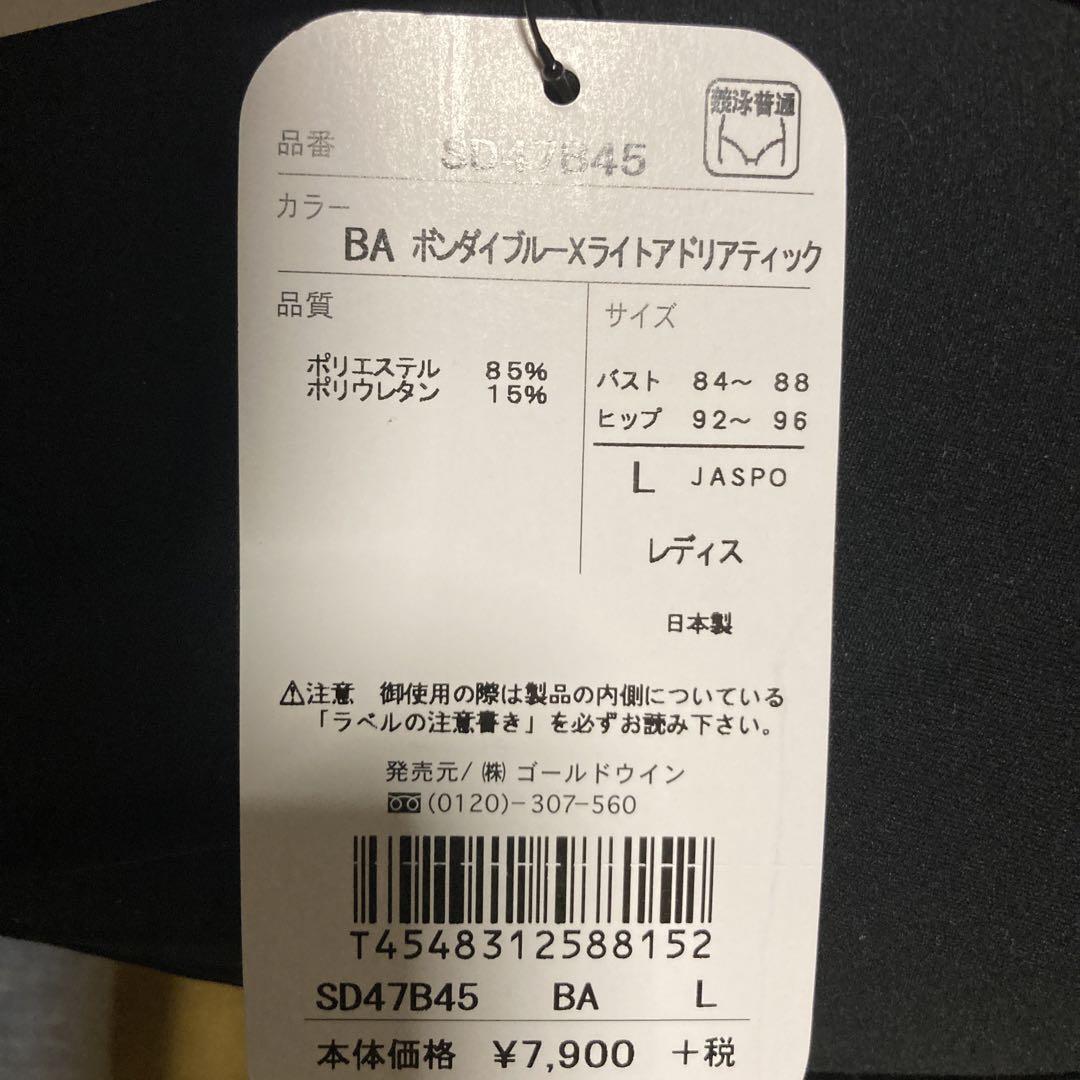 競泳普通
品番 SD47B45
カラー
BA ボンダイブルーXライトアドリアティック
品質
ポリエステル 85%
ポリウレタン 15%
サイズ
バスト 84〜 88
ヒップ 92〜 96
L JASPO
レディス
日本製
⚠注意 御使用の際は製品の内側についている
「ラベルの注意書き」を必ずお読み下さい。
発売元/㈱ゴールドウイン
(0120)-307-560
T4548312588152
SD47B45 BA L
本体価格 ¥7,900 +税